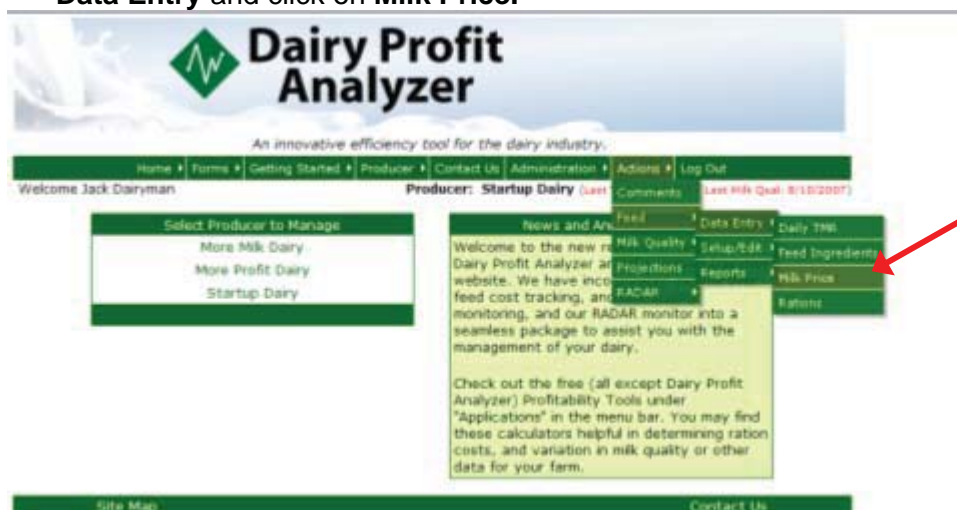 Data Entry and click on Milk Price.
Dairy Profit
Analyzer
An innovative efficiency tool for the dairy industry.
Home Forms Getting Started Producer Contact Us Administration Actions Log Out
Welcome Jack Dairyman
Producer: Startup Dairy (Last
Last Milk Qual: 8/10/2007)
Comments
Feed
Milk Quality
Projections
RADAR
Data Entry
Setup/Edit
Reports
Daily TMR
Feed Ingredients
Milk Price
Rations
Select Producer to Manage
More Milk Dairy
More Profit Dairy
Startup Dairy
News and An
Welcome to the new r
Dairy Profit Analyzer a
website. We have inco
feed cost tracking, an
monitoring, and our RADAR monitor into a
seamless package to assist you with the
management of your dairy.
Check out the free (all except Dairy Profit
Analyzer) Profitability Tools under
"Applications" in the menu bar. You may find
these calculators helpful in determining ration
costs, and variation in milk quality or other
data for your farm.
Site Map
Contact Us